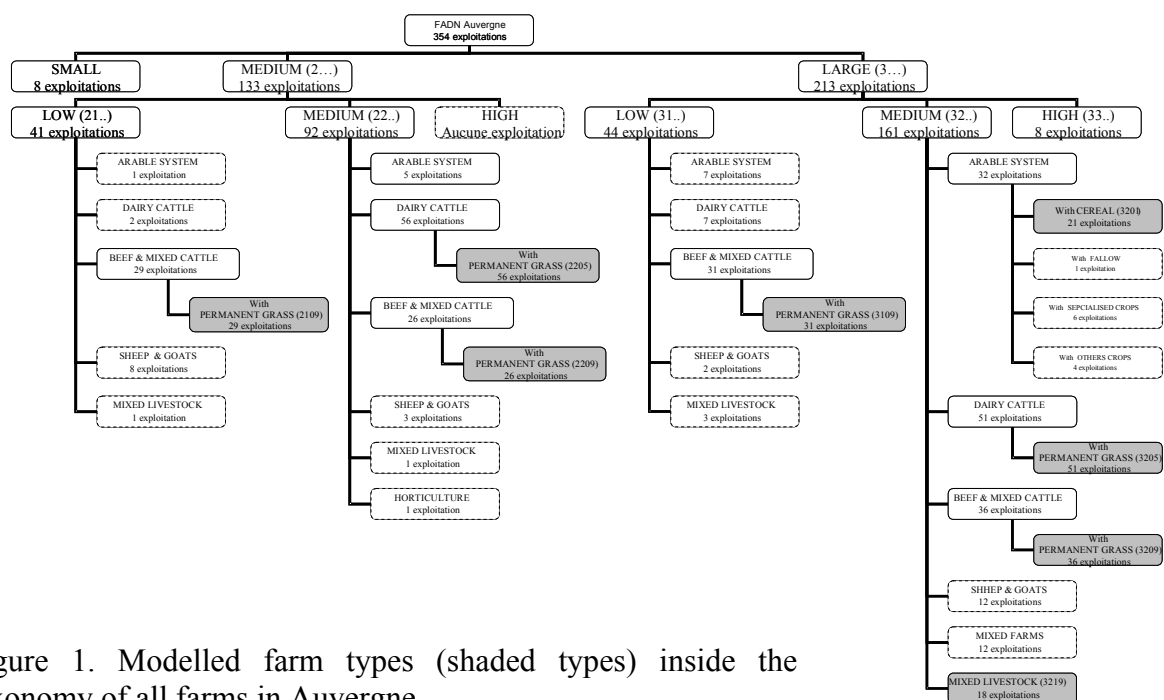 FADN Auvergne
354 exploitations
SMALL
8 exploitations
MEDIUM (2…)
133 exploitations
LARGE (3…)
213 exploitations
LOW (21..)
41 exploitations
MEDIUM (22..)
92 exploitations
HIGH
Aucune exploitation
LOW (31..)
44 exploitations
MEDIUM (32..)
161 exploitations
HIGH (33..)
8 exploitations
ARABLE SYSTEM
1 exploitation
DAIRY CATTLE
2 exploitations
BEEF & MIXED CATTLE
29 exploitations
With
PERMANENT GRASS (2109)
29 exploitations
SHEEP & GOATS
8 exploitations
MIXED LIVESTOCK
1 exploitation
ARABLE SYSTEM
5 exploitations
DAIRY CATTLE
56 exploitations
With
PERMANENT GRASS (2205)
56 exploitations
BEEF & MIXED CATTLE
26 exploitations
With
PERMANENT GRASS (2209)
26 exploitations
SHEEP & GOATS
3 exploitations
MIXED LIVESTOCK
1 exploitation
HORTICULTURE
1 exploitation
ARABLE SYSTEM
7 exploitations
DAIRY CATTLE
7 exploitations
BEEF & MIXED CATTLE
31 exploitations
With
PERMANENT GRASS (3109)
31 exploitations
SHEEP & GOATS
2 exploitations
MIXED LIVESTOCK
3 exploitations
ARABLE SYSTEM
32 exploitations
With CEREAL (3201)
21 exploitations
With FALLOW
1 exploitation
With SEPCIALISED CROPS
6 exploitations
With OTHERS CROPS
4 exploitations
DAIRY CATTLE
51 exploitations
With
PERMANENT GRASS (3205)
51 exploitations
BEEF & MIXED CATTLE
36 exploitations
With
PERMANENT GRASS (3209)
36 exploitations
SHHEP & GOATS
12 exploitations
MIXED FARMS
12 exploitations
MIXED LIVESTOCK (3219)
18 exploitations
gure 1. Modelled farm types (shaded types) inside the
xonomy of all farms in Auvergne